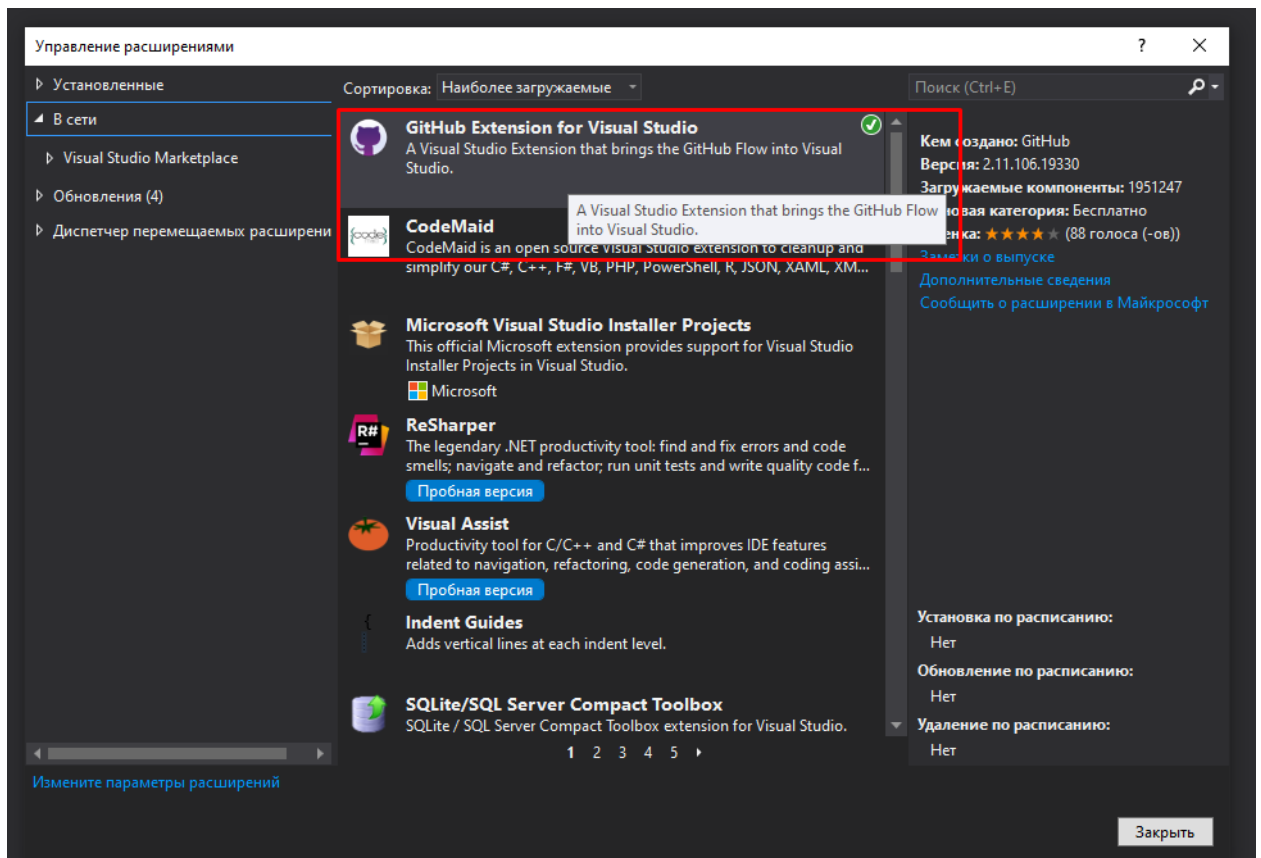 Управление расширениями
?
Установленные
В сети
Visual Studio Marketplace
Обновления (4)
Диспетчер перемещаемых расширени
Измените параметры расширений
Сортировка: Наиболее загружаемые
GitHub Extension for Visual Studio
A Visual Studio Extension that brings the GitHub Flow into Visual
Studio.
A Visual Studio Extension that brings the GitHub Flow
into Visual Studio.
CodeMaid
CodeMaid is an open source Visual Studio extension to cleanup and
simplify our C#, C++, F#, VB, PHP, PowerShell, R, JSON, XAML, XM...
Microsoft Visual Studio Installer Projects
This official Microsoft extension provides support for Visual Studio
Installer Projects in Visual Studio.
Microsoft
R#
ReSharper
The legendary .NET productivity tool: find and fix errors and code
smells; navigate and refactor; run unit tests and write quality code f...
Пробная версия
Visual Assist
Productivity tool for C/C++ and C# that improves IDE features
related to navigation, refactoring, code generation, and coding assi...
Пробная версия
Indent Guides
Adds vertical lines at each indent level.
SQLite/SQL Server Compact Toolbox
SQLite / SQL Server Compact Toolbox extension for Visual Studio.
1 2 3 4 5
Поиск (Ctrl+E)
Кем создано: GitHub
Версия: 2.11.106.19330
Загружаемые компоненты: 1951247
категория: Бесплатно
(88 голоса (-ов))
Заметки о выпуске
Дополнительные сведения
Сообщить о расширении в Майкрософт
Установка по расписанию:
Нет
Обновление по расписанию:
Нет
Удаление по расписанию:
Нет
Закрыть